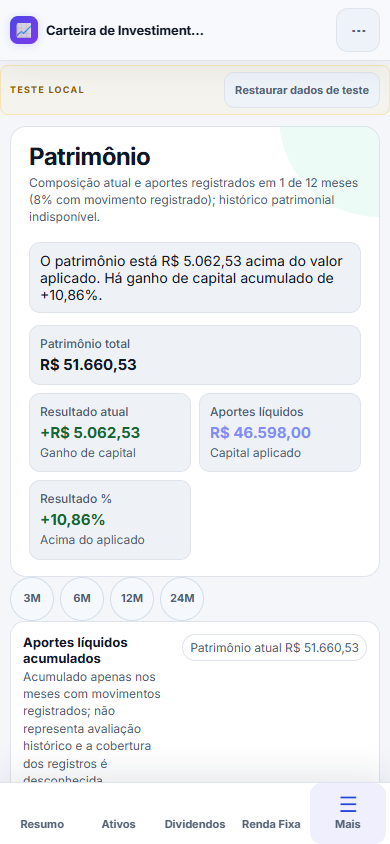 Carteira de Investiment...
...
TESTE LOCAL
Restaurar dados de teste
Patrimônio
Composição atual e aportes registrados em 1 de 12 meses
(8% com movimento registrado); histórico patrimonial
indisponível.
O patrimônio está R$ 5.062,53 acima do valor
aplicado. Há ganho de capital acumulado de
+10,86%.
Patrimônio total
R$ 51.660,53
Resultado atual
+R$ 5.062,53
Ganho de capital
Aportes líquidos
R$ 46.598,00
Capital aplicado
Resultado %
+10,86%
Acima do aplicado
3M
6M
12M
24M
Aportes líquidos
acumulados
Patrimônio atual R$ 51.660,53
Acumulado apenas nos
meses com movimentos
registrados; não
representa avaliação
histórico e a cobertura
dos registros é
desconhecida
Resumo
Ativos
Dividendos
Renda Fixa
Mais